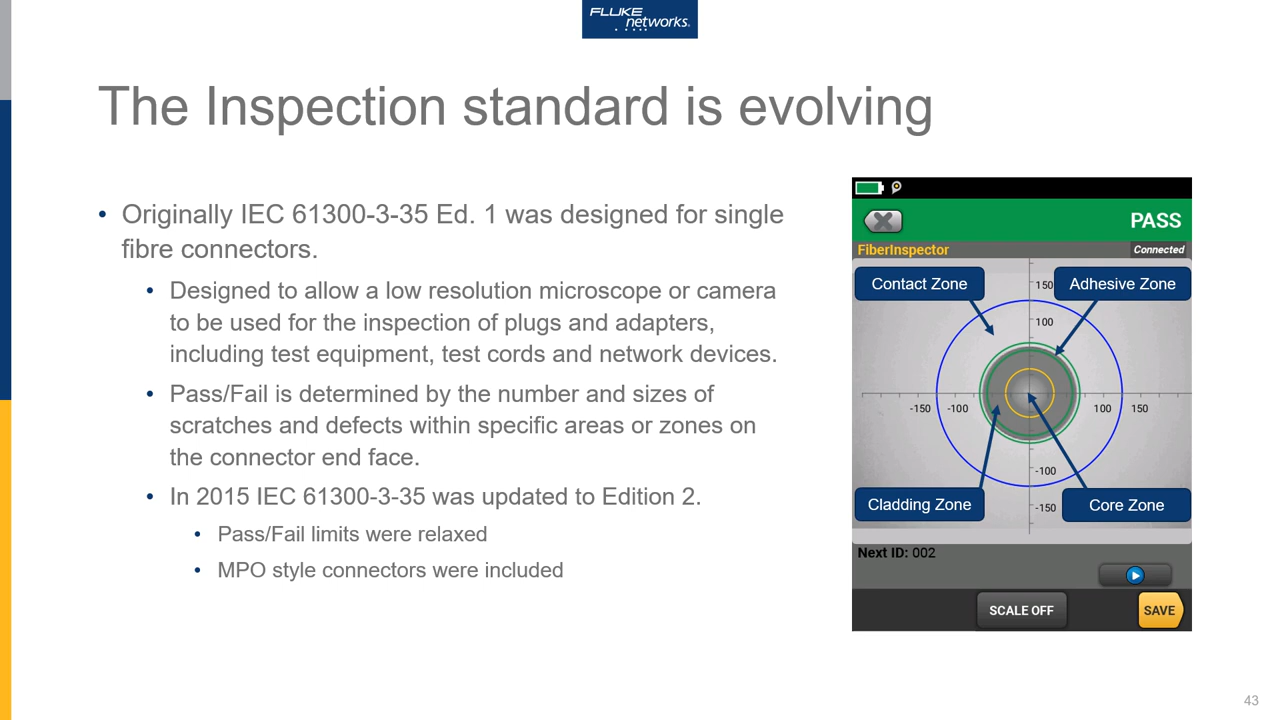 FLUKE
networks®
The Inspection standard is evolving
• Originally IEC 61300-3-35 Ed. 1 was designed for single
fibre connectors.
• Designed to allow a low resolution microscope or camera
to be used for the inspection of plugs and adapters,
including test equipment, test cords and network devices.
• Pass/Fail is determined by the number and sizes of
scratches and defects within specific areas or zones on
the connector end face.
• In 2015 IEC 61300-3-35 was updated to Edition 2.
• Pass/Fail limits were relaxed
• MPO style connectors were included
PASS
FiberInspector
Connected
Contact Zone
150
Adhesive Zone
100
-150
-100
100
150
-100
Cladding Zone
-150
Core Zone
Next ID: 002
SCALE OFF
SAVE
43